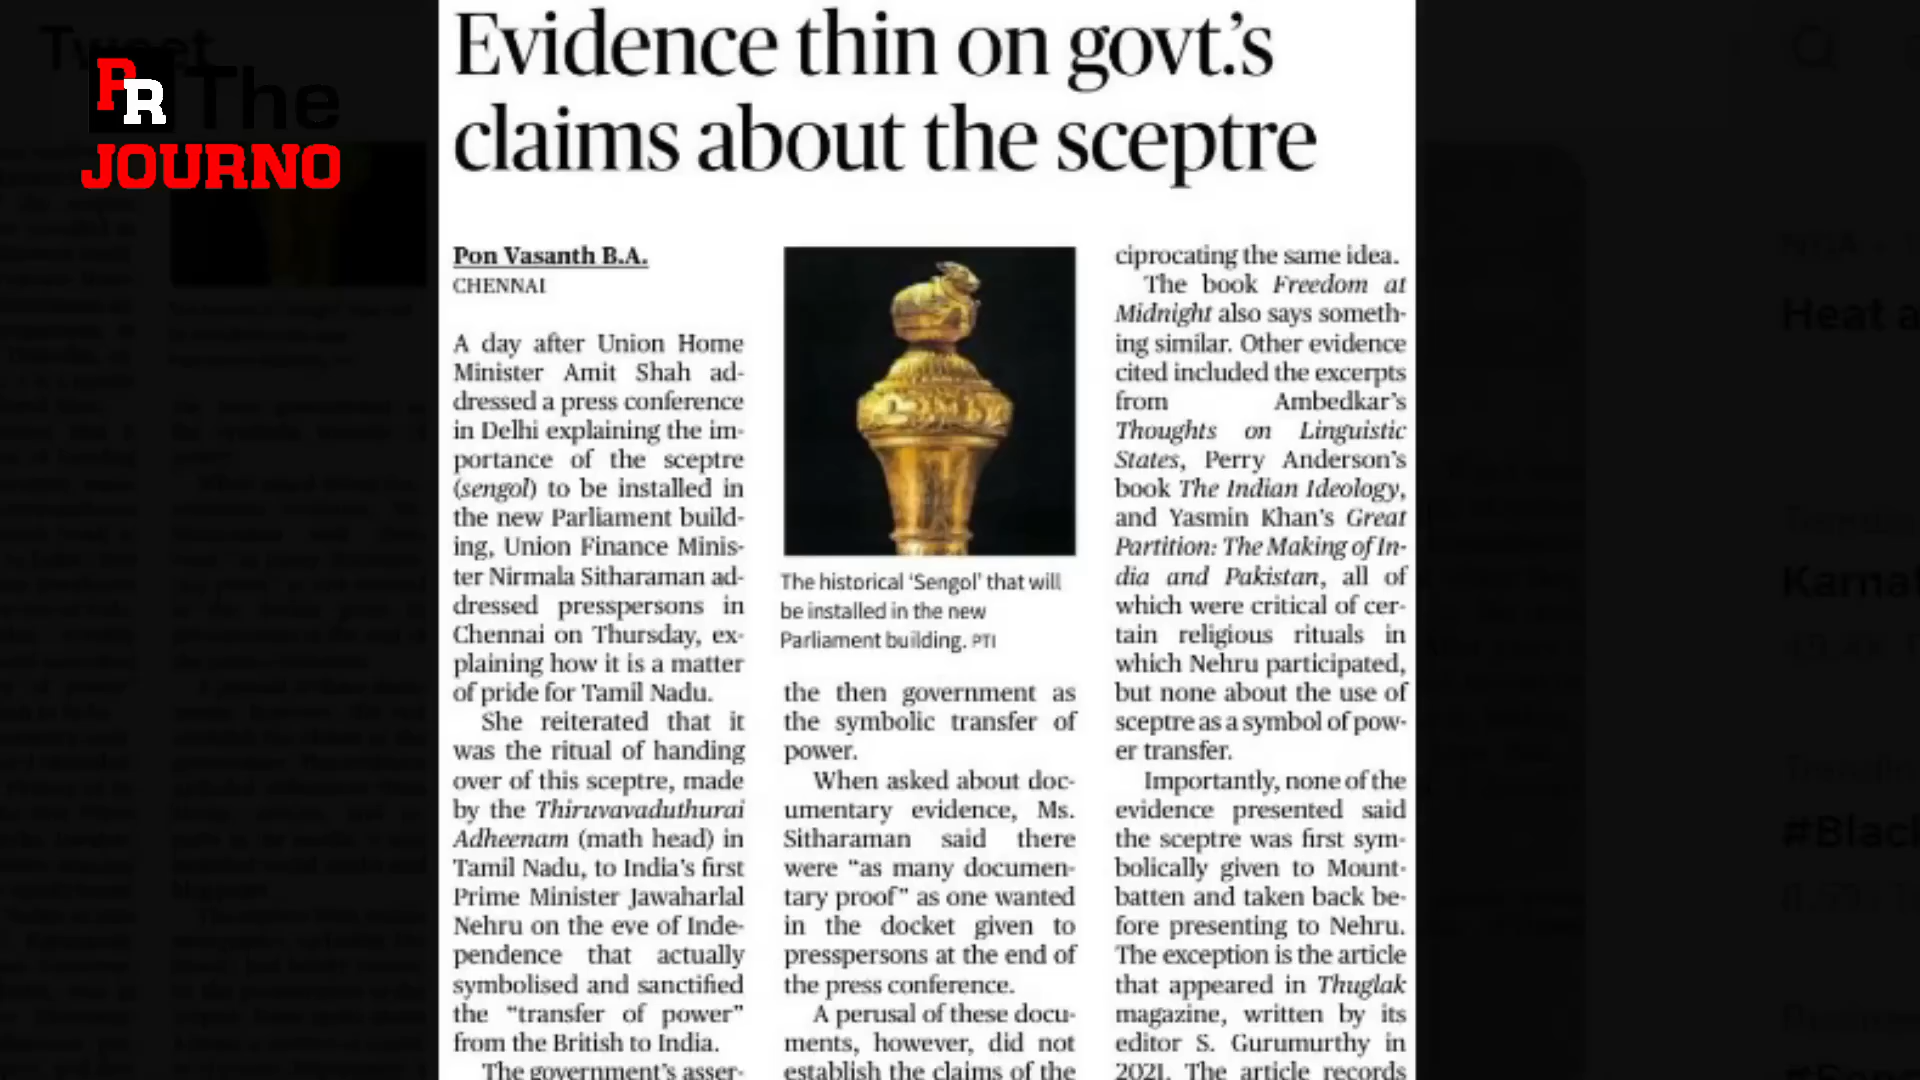 Tweet
PR The
JOURNO
Evidence thin on govt.'s
claims about the sceptre
Pon Vasanth B.A.
CHENNAI
A day after Union Home
Minister Amit Shah ad-
dressed a press conference
in Delhi explaining the im-
portance of the sceptre
(sengol) to be installed in
the new Parliament build-
ing, Union Finance Minis-
ter Nirmala Sitharaman ad-
dressed presspersons in
Chennai on Thursday, ex-
plaining how it is a matter
of pride for Tamil Nadu.
She reiterated that it
was the ritual of handing
over of this sceptre, made
by the Thiruvavaduthurai
Adheenam (math head) in
Tamil Nadu, to India's first
Prime Minister Jawaharlal
Nehru on the eve of Inde-
pendence that actually
symbolised and sanctified
the "transfer of power"
from the British to India.
The government's asser-
The historical 'Sengol' that will
be installed in the new
Parliament building. PTI
the then government as
the symbolic transfer of
power.
When asked about doc-
umentary evidence, Ms.
Sitharaman said there
were "as many documen-
tary proof" as one wanted
in the docket given to
presspersons at the end of
the press conference.
A perusal of these docu-
ments, however, did not
establish the claims of the
ciprocating the same idea.
The book Freedom at
Midnight also says someth-
ing similar. Other evidence
cited included the excerpts
from Ambedkar's
Thoughts on Linguistic
States, Perry Anderson's
book The Indian Ideology,
and Yasmin Khan's Great
Partition: The Making of In-
dia and Pakistan, all of
which were critical of cer-
tain religious rituals in
which Nehru participated,
but none about the use of
sceptre as a symbol of pow-
er transfer.
Importantly, none of the
evidence presented said
the sceptre was first sym-
bolically given to Mount-
batten and taken back be-
fore presenting to Nehru.
The exception is the article
that appeared in Thuglak
magazine, written by its
editor S. Gurumurthy in
2021. The article records
Heat a
Karnat
#Black